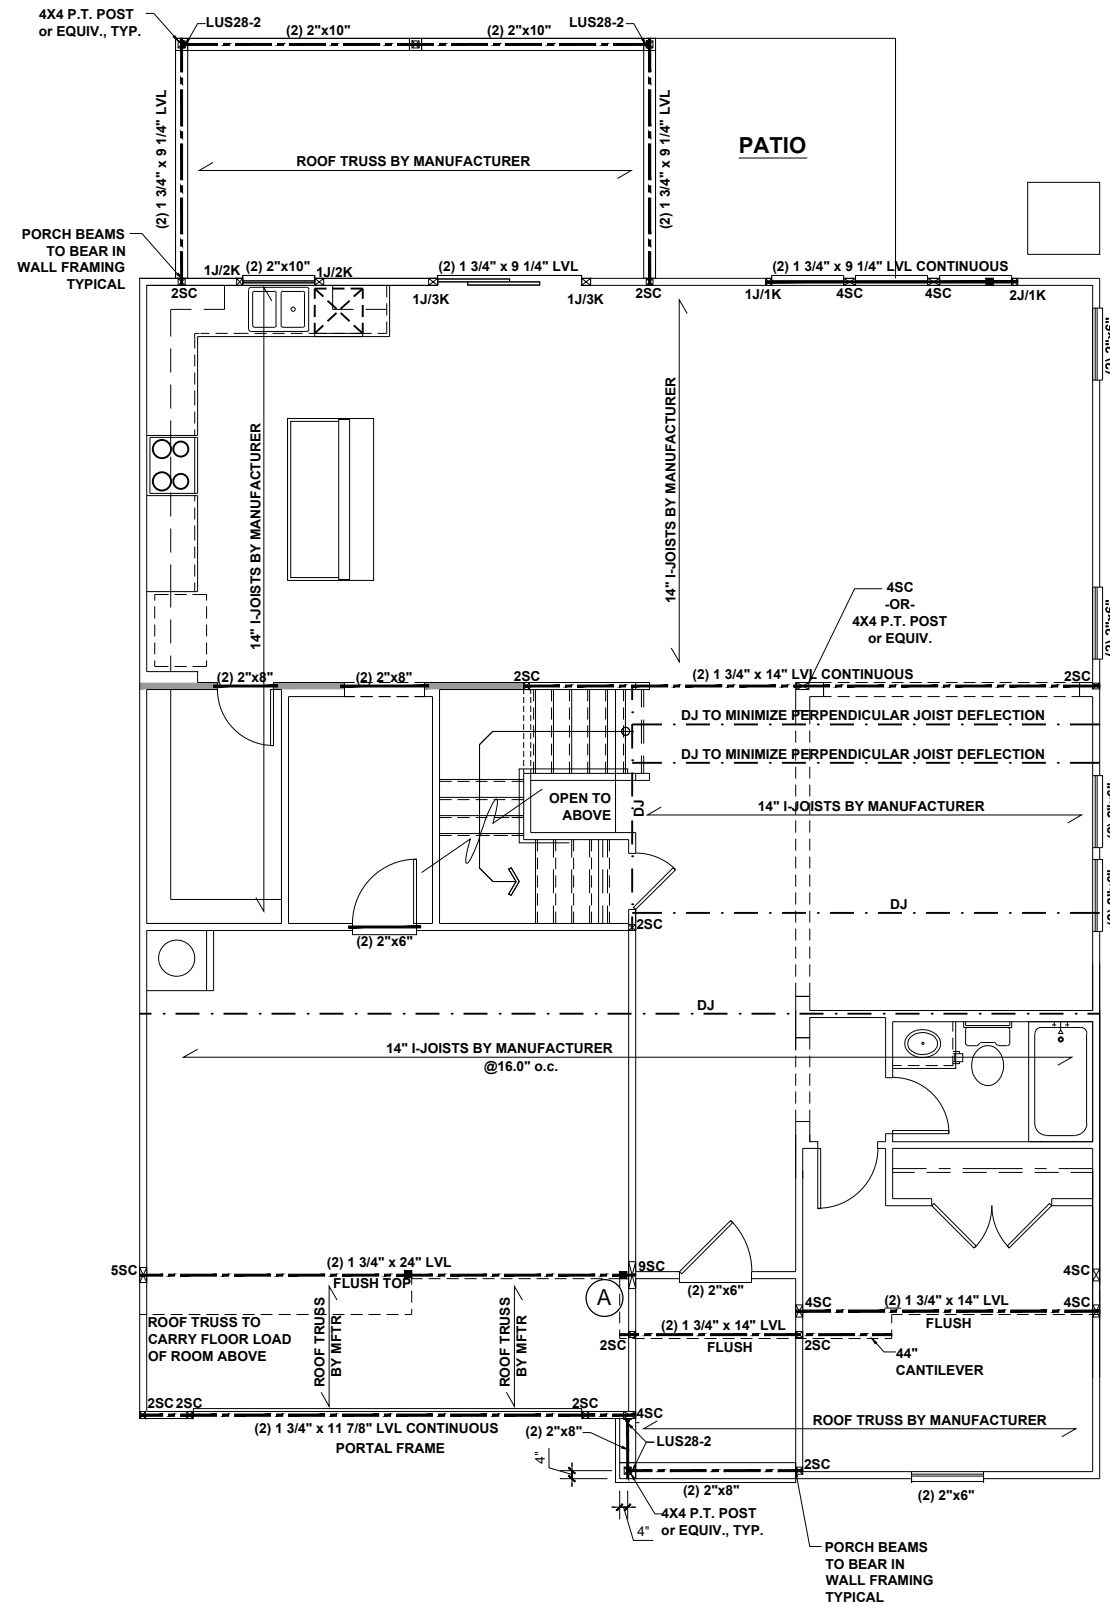 4X4 P.T. POST
or EQUIV., TYP.
LUS28-2
(2) 2"x10"
(2) 2"x10"
LUS28-2
(2) 1 3/4" x 9 1/4" LVL
(2) 1 3/4" x 9 1/4" LVL
ROOF TRUSS BY MANUFACTURER
PATIO
PORCH BEAMS
TO BEAR IN
WALL FRAMING
TYPICAL
2SC
1J/2K
(2) 2"x10"
1J/2K
(2) 1 3/4" x 9 1/4" LVL
1J/3K
1J/3K
2SC
(2) 1 3/4" x 9 1/4" LVL CONTINUOUS
1J/1K
4SC
4SC
2J/1K
(2) 2"x6"
14" I-JOISTS BY MANUFACTURER
14" I-JOISTS BY MANUFACTURER
4SC
-OR-
4X4 P.T. POST
or EQUIV.
(2) 2"x6"
(2) 2"x8"
(2) 2"x8"
2SC
(2) 1 3/4" x 14" LVL CONTINUOUS
2SC
DJ TO MINIMIZE PERPENDICULAR JOIST DEFLECTION
DJ TO MINIMIZE PERPENDICULAR JOIST DEFLECTION
OPEN TO
ABOVE
DJ
14" I-JOISTS BY MANUFACTURER
(2) 2"x6"
DJ
(2) 2"x6"
2SC
(2) 2"x6"
DJ
14" I-JOISTS BY MANUFACTURER
@16.0" o.c.
5SC
(2) 1 3/4" x 24" LVL
FLUSH TOP
9SC
A
(2) 2"x6"
4SC
4SC
(2) 1 3/4" x 14" LVL
4SC
FLUSH
ROOF TRUSS TO
CARRY FLOOR LOAD
OF ROOM ABOVE
ROOF TRUSS
BY MFTR
ROOF TRUSS
BY MFTR
(2) 1 3/4" x 14" LVL
2SC
FLUSH
2SC
44"
CANTILEVER
2SC
2SC
2SC
4SC
(2) 1 3/4" x 11 7/8" LVL CONTINUOUS
PORTAL FRAME
(2) 2"x8"
LUS28-2
ROOF TRUSS BY MANUFACTURER
4"
2SC
(2) 2"x8"
(2) 2"x6"
4"
4X4 P.T. POST
or EQUIV., TYP.
PORCH BEAMS
TO BEAR IN
WALL FRAMING
TYPICAL